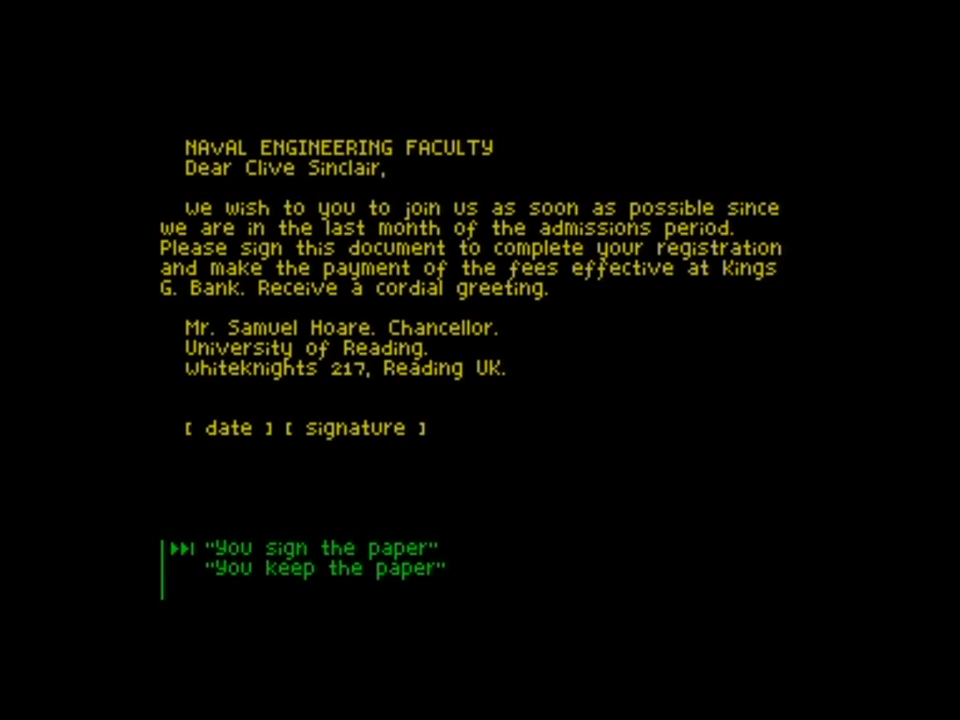 NAVAL ENGINEERING FACULTY
Dear Clive Sinclair,
We wish to you to join us as soon as possible since
we are in the last month of the admissions period.
Please sign this document to complete your registration
and make the payment of the fees effective at Kings
G. Bank. Receive a cordial greeting.
Mr. Samuel Hoare. Chancellor.
University of Reading.
Whiteknights 217, Reading UK.
[ date ] [ signature ]
"You sign the paper"
"You keep the paper"